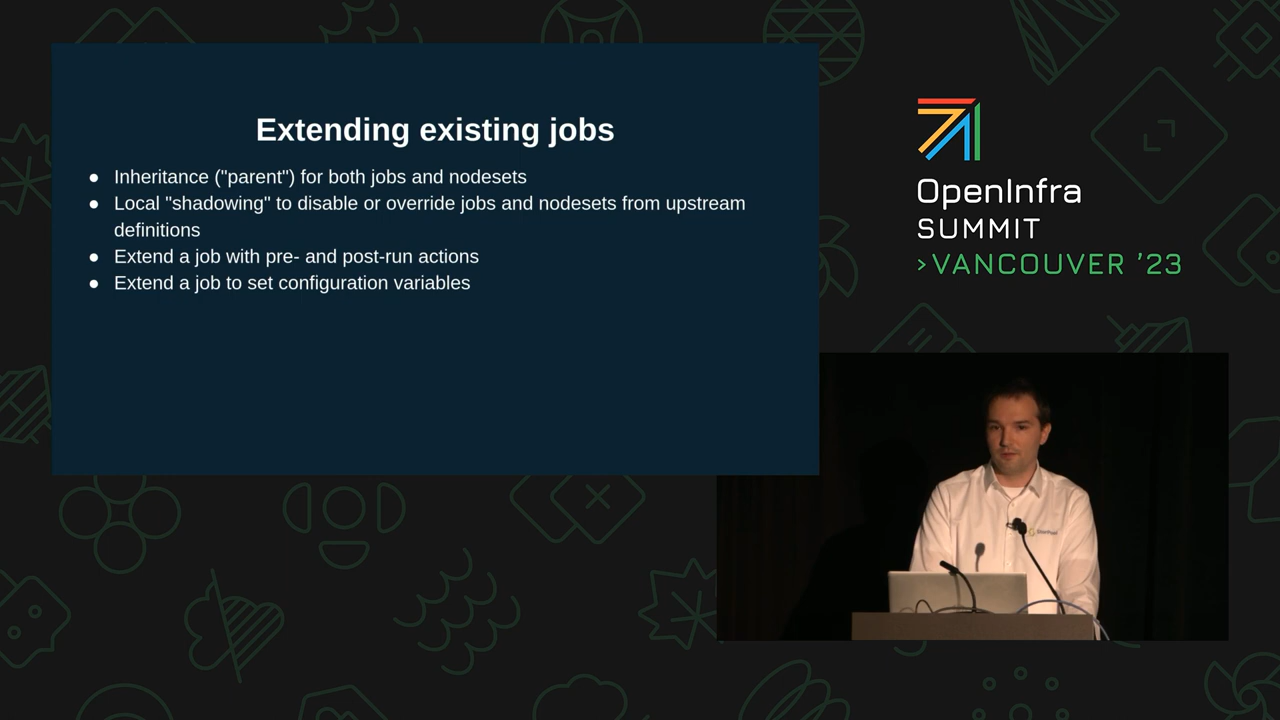 Extending existing jobs
● Inheritance ("parent") for both jobs and nodesets
● Local "shadowing" to disable or override jobs and nodesets from upstream
definitions
● Extend a job with pre- and post-run actions
● Extend a job to set configuration variables
OpenInfra
SUMMIT
>VANCOUVER ’23